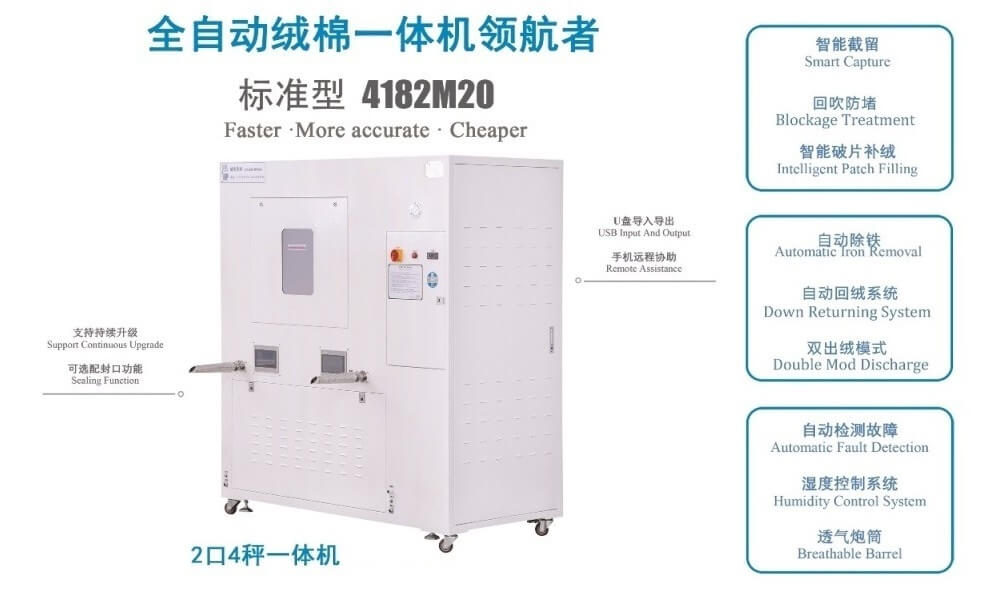 全自动绒棉一体机领航者
标准型 4182M20
Faster ·More accurate · Cheaper
支持持续升级
Support Continuous Upgrade
可选配封口功能
Sealing Function
U盘导入导出
USB Input And Output
手机远程协助
Remote Assistance
2口4秤一体机
智能截留
Smart Capture
回吹防堵
Blockage Treatment
智能破片补绒
Intelligent Patch Filling
自动除铁
Automatic Iron Removal
自动回绒系统
Down Returning System
双出绒模式
Double Mod Discharge
自动检测故障
Automatic Fault Detection
湿度控制系统
Humidity Control System
透气炮筒
Breathable Barrel